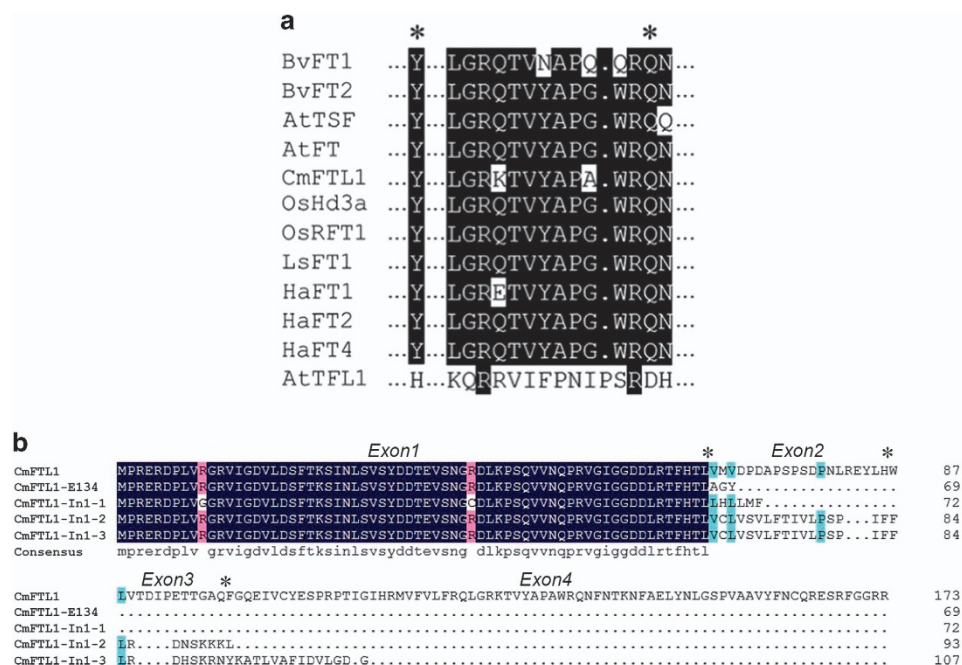 a
* *
BvFT1 ...Y...LGRQTVNAPQ.QRQN...
BvFT2 ...Y...LGRQTVYAPG.WRQN...
AtTSF ...Y...LGRQTVYAPG.WRQQ...
AtFT ...Y...LGRQTVYAPG.WRQN...
CmFTL1 ...Y...LGRKTVYAPA.WRQN...
OsHd3a ...Y...LGRQTVYAPG.WRQN...
OsRFT1 ...Y...LGRQTVYAPG.WRQN...
LsFT1 ...Y...LGRQTVYAPG.WRQN...
HaFT1 ...Y...LGRETVYAPG.WRQN...
HaFT2 ...Y...LGRQTVYAPG.WRQN...
HaFT4 ...Y...LGRQTVYAPG.WRQN...
AtTFL1 ...H...KQRRVIFPNIPSRDH...
b
Exon1 * Exon2 *
CmFTL1 MPRERDPLVRGRVIGDVLDSFTKSINLSVSYDDTEVSNGRDLKPSQVVNQPRVGIGGDDLRTFHTLVMVDPDAPSPSDPNLREYLHW 87
CmFTL1-E134 MPRERDPLVRGRVIGDVLDSFTKSINLSVSYDDTEVSNGRDLKPSQVVNQPRVGIGGDDLRTFHTLAGY.................. 69
CmFTL1-In1-1 MPRERDPLVGGRVIGDVLDSFTKSINLSVSYDDTEVSNGCDLKPSQVVNQPRVGIGGDDLRTFHTLLHLLMF............... 72
CmFTL1-In1-2 MPRERDPLVRGRVIGDVLDSFTKSINLSVSYDDTEVSNGRDLKPSQVVNQPRVGIGGDDLRTFHTLVCLVSVLFTIVLPSP...IFF 84
CmFTL1-In1-3 MPRERDPLVRGRVIGDVLDSFTKSINLSVSYDDTEVSNGRDLKPSQVVNQPRVGIGGDDLRTFHTLVCLVSVLFTIVLPSP...IFF 84
Consensus mprerdplv grvigdvldsftksinlsvsyddtevsng dlkpsqvvnqprvgiggddlrtfhtl
Exon3 * Exon4
CmFTL1 LVTDIPETTGAQFGQEIVCYESPRPTIGIHRMVFVLFRQLGRKTVYAPAWRQNFNTKNFAELYNLGSPVAAVYFNCQRESRFGGRR 173
CmFTL1-E134 ...................................................................................... 69
CmFTL1-In1-1 ...................................................................................... 72
CmFTL1-In1-2 LR....DNSKKKL......................................................................... 93
CmFTL1-In1-3 LR....DHSKRNYKATLVAFIDVLGD.G.......................................................... 107